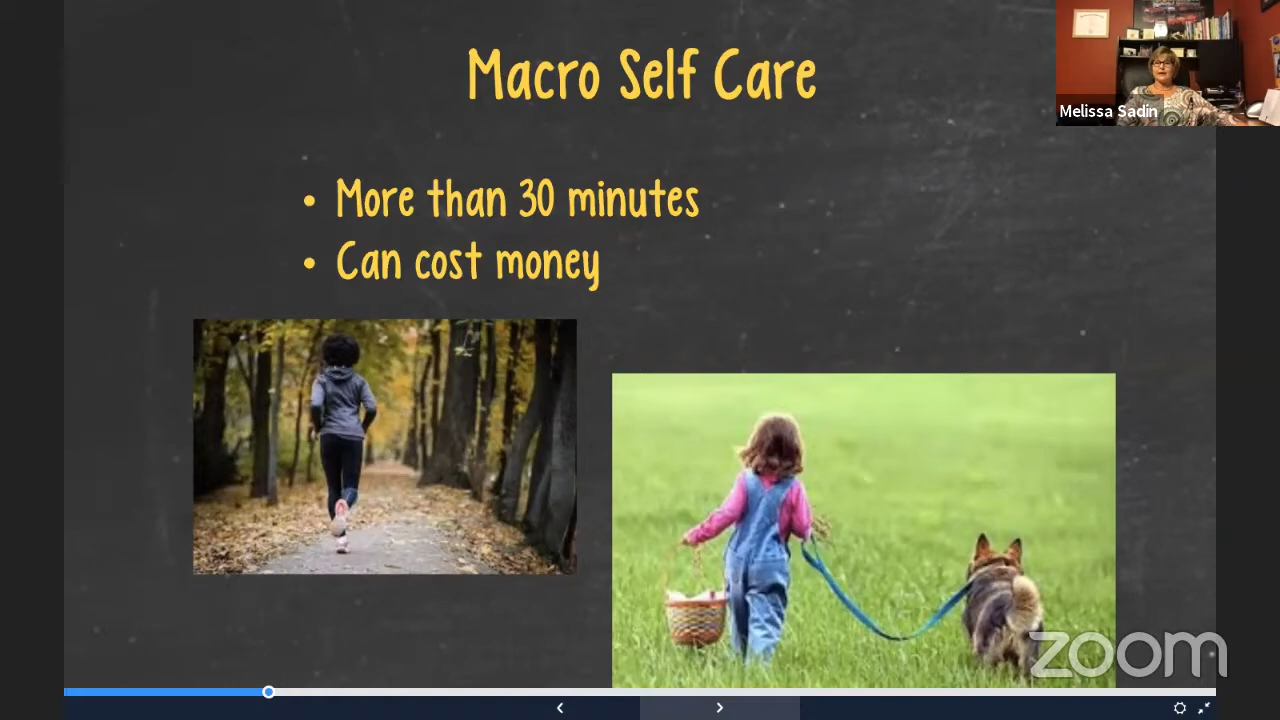 Macro Self Care
Melissa Sadin
• More than 30 minutes
• Can cost money
zoom